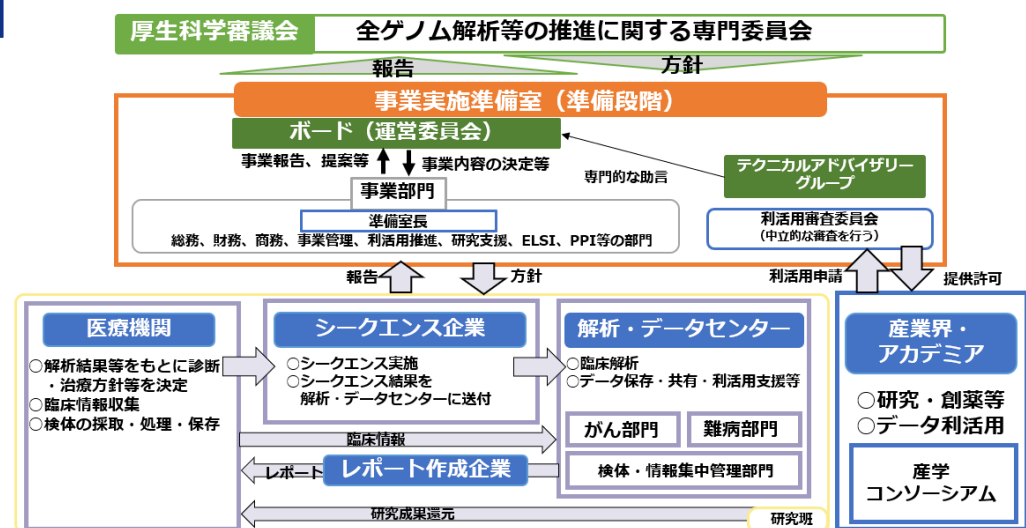 厚生科学審議会
全ゲノム解析等の推進に関する専門委員会
報告
方針
事業実施準備室（準備段階）
ボード（運営委員会）
事業報告、提案等
事業内容の決定等
専門的な助言
テクニカルアドバイザリー
グループ
事業部門
準備室長
総務、財務、商務、事業管理、利活用推進、研究支援、ELSI、PPI等の部門
利活用審査委員会
（中立的な審査を行う）
報告
方針
利活用申請
提供許可
医療機関
○解析結果等をもとに診断
・治療方針等を決定
○臨床情報収集
○検体の採取・処理・保存
シークエンス企業
○シークエンス実施
○シークエンス結果を
解析・データセンターに送付
解析・データセンター
○臨床解析
○データ保存・共有・利活用支援等
がん部門
難病部門
検体・情報集中管理部門
臨床情報
レポート
レポート作成企業
研究成果還元
研究班
産業界・
アカデミア
○研究・創薬等
○データ利活用
産学
コンソーシアム